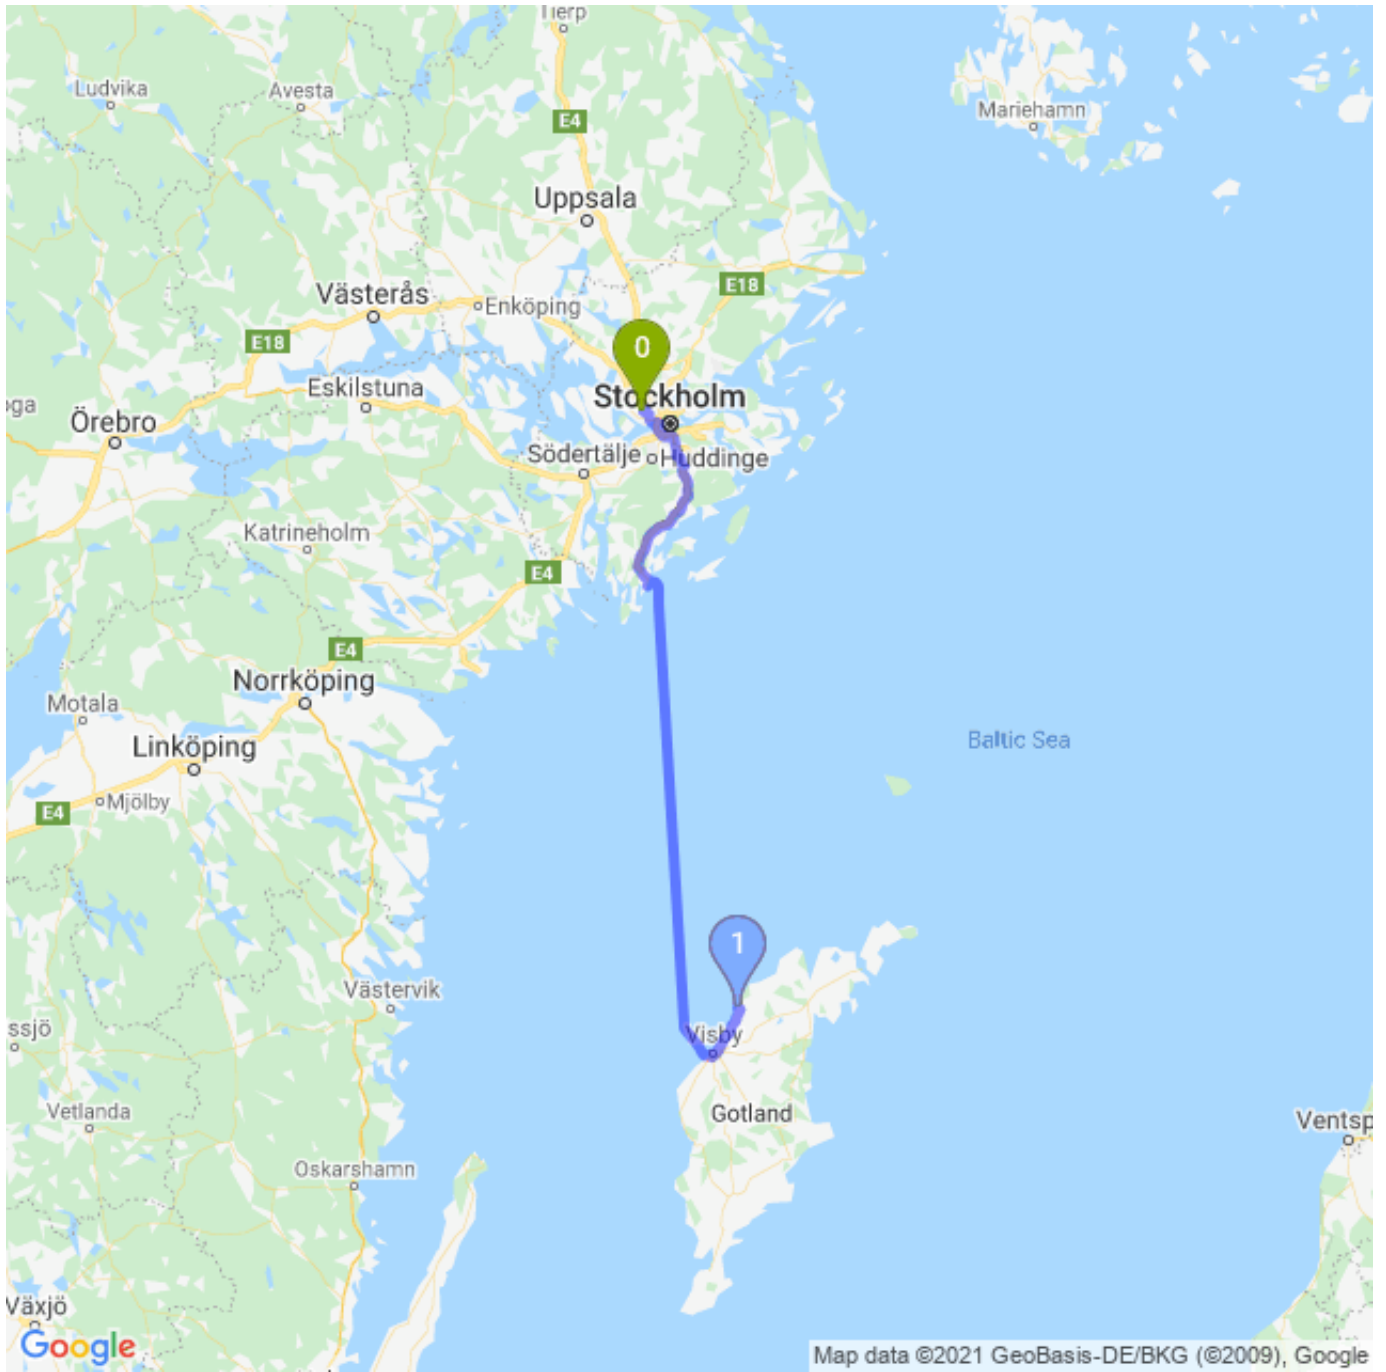 Tierp
Ludvika
Avesta
Mariehamn
E4
Uppsala
E18
Västerås
Enköping
E18
0
Eskilstuna
Stockholm
oga
Örebro
Södertälje
Huddinge
Katrineholm
E4
E4
Norrköping
Motala
Linköping
Baltic Sea
E4
Mjölby
1
Västervik
ssjö
Visby
Vetlanda
Gotland
Ventsp
Oskarshamn
Växjö
Google
Map data ©2021 GeoBasis-DE/BKG (©2009), Google